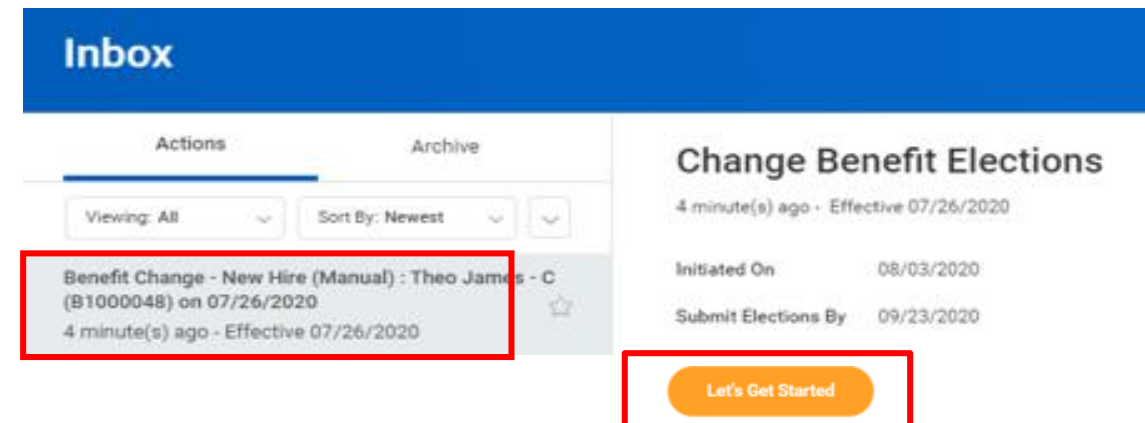 Inbox
Actions
Archive
Viewing: All
Sort By: Newest
Benefit Change - New Hire (Manual) : Theo James - C
(B1000048) on 07/26/2020
4 minute(s) ago - Effective 07/26/2020
Change Benefit Elections
4 minute(s) ago - Effective 07/26/2020
Initiated On 08/03/2020
Submit Elections By 09/23/2020
Let's Get Started